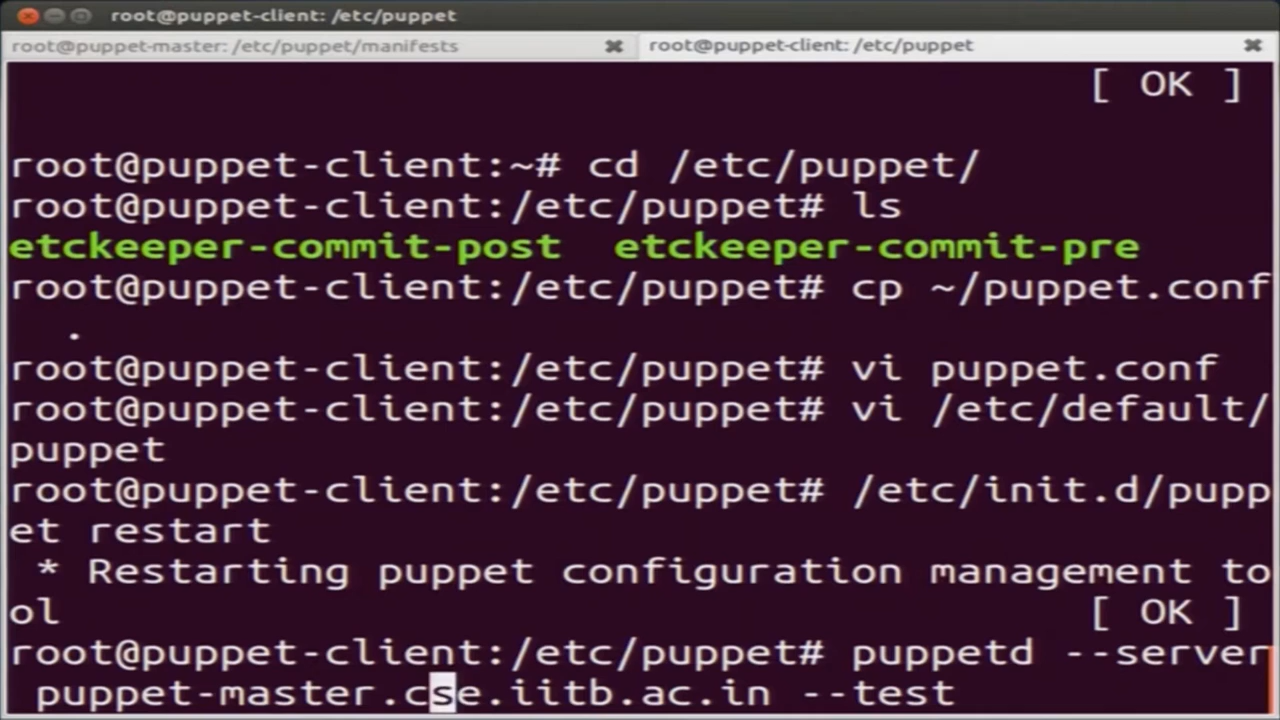 root@puppet-client: /etc/puppet
root@puppet-master: /etc/puppet/manifests
root@puppet-client: /etc/puppet
[ OK ]
root@puppet-client:~# cd /etc/puppet/
root@puppet-client:/etc/puppet# ls
etckeeper-commit-post  etckeeper-commit-pre
root@puppet-client:/etc/puppet# cp ~/puppet.conf
.
root@puppet-client:/etc/puppet# vi puppet.conf
root@puppet-client:/etc/puppet# vi /etc/default/
puppet
root@puppet-client:/etc/puppet# /etc/init.d/pupp
et restart
* Restarting puppet configuration management to
ol [ OK ]
root@puppet-client:/etc/puppet# puppetd --server
puppet-master.cse.iitb.ac.in --test